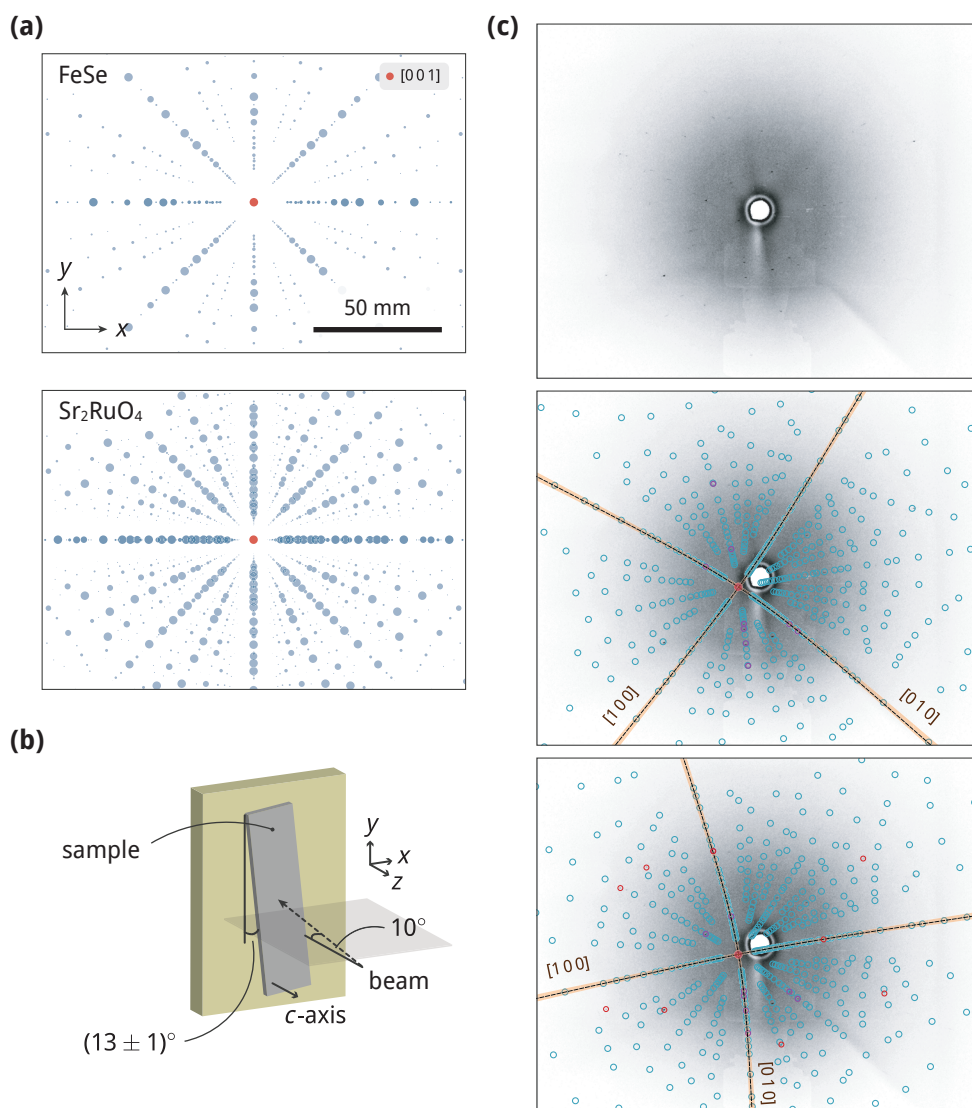 (a)
FeSe
[0 0 1]
y
x
50 mm
Sr₂RuO₄
(b)
sample
y
x
z
10°
beam
c-axis
(13 ± 1)°
(c)
[1 0 0]
[0 1 0]
[1 0 0]
[0 1 0]